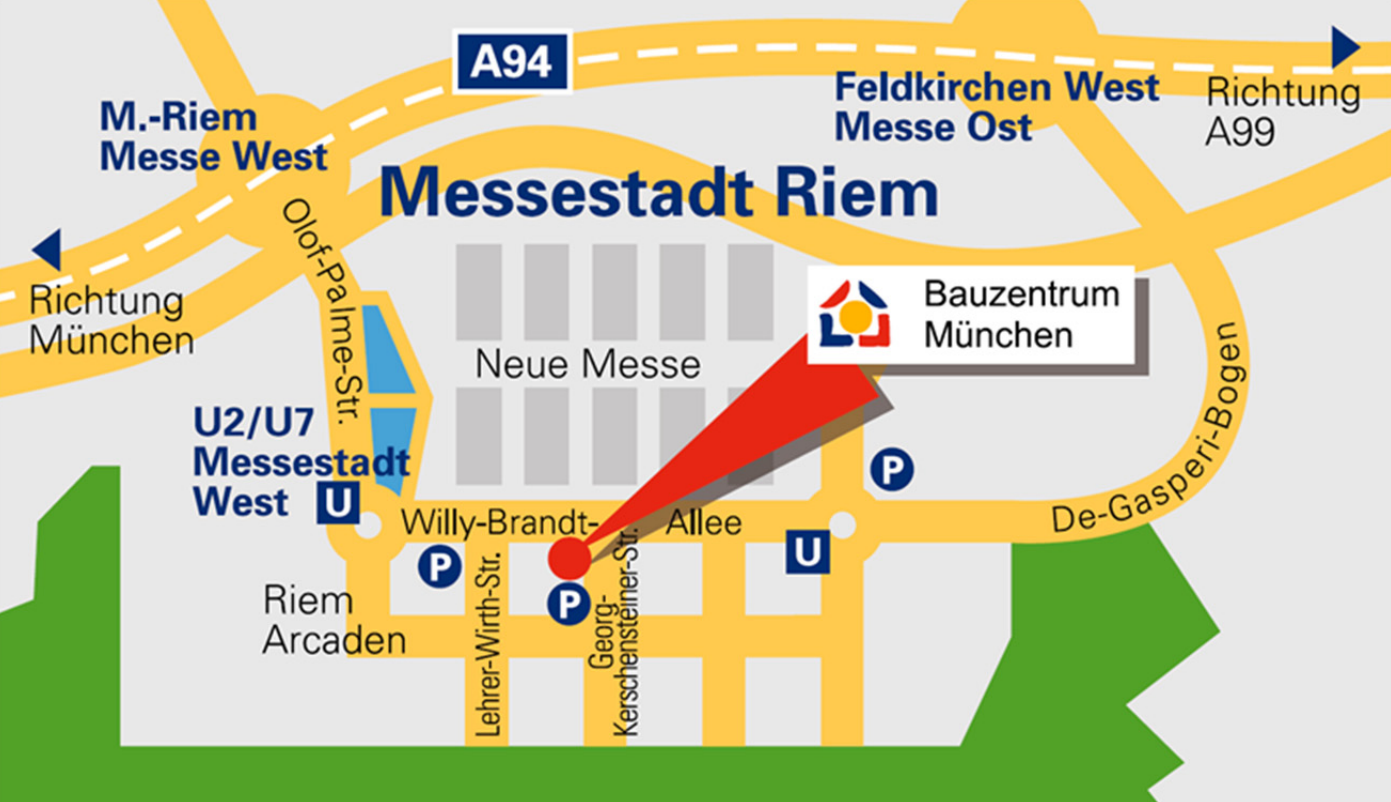 A94
Feldkirchen West
Messe Ost
Richtung
A99
M.-Riem
Messe West
Messestadt Riem
Olof-Palme-Str.
Richtung
München
Bauzentrum
München
Neue Messe
De-Gasperi-Bogen
U2/U7
Messestadt
West
U
P
Willy-Brandt- Allee
P
U
P
Riem
Arcaden
Lehrer-Wirth-Str.
Georg-
Kerschensteiner-Str.